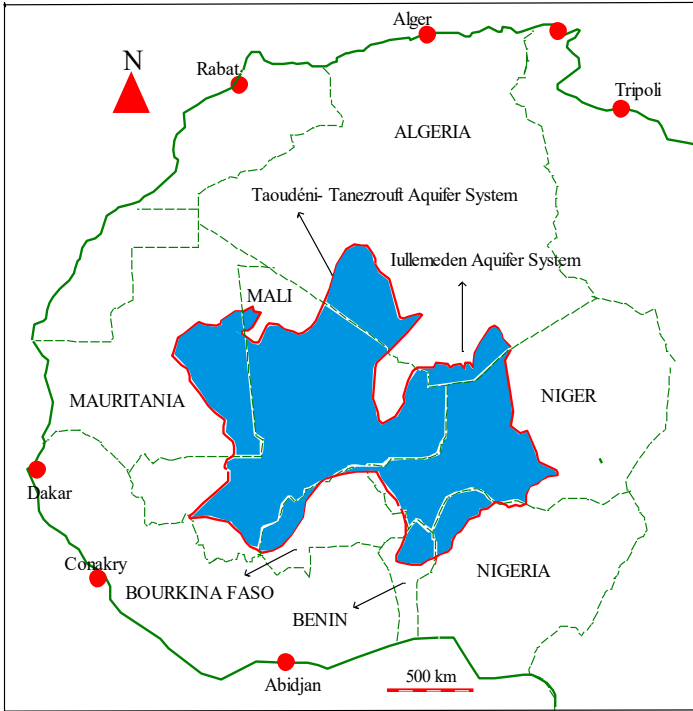 Alger
N
Rabat
Tripoli
ALGERIA
Taoudéni- Tanezrouft Aquifer System
Iullemeden Aquifer System
MALI
MAURITANIA
NIGER
Dakar
Conakry
NIGERIA
BOURKINA FASO
BENIN
500 km
Abidjan